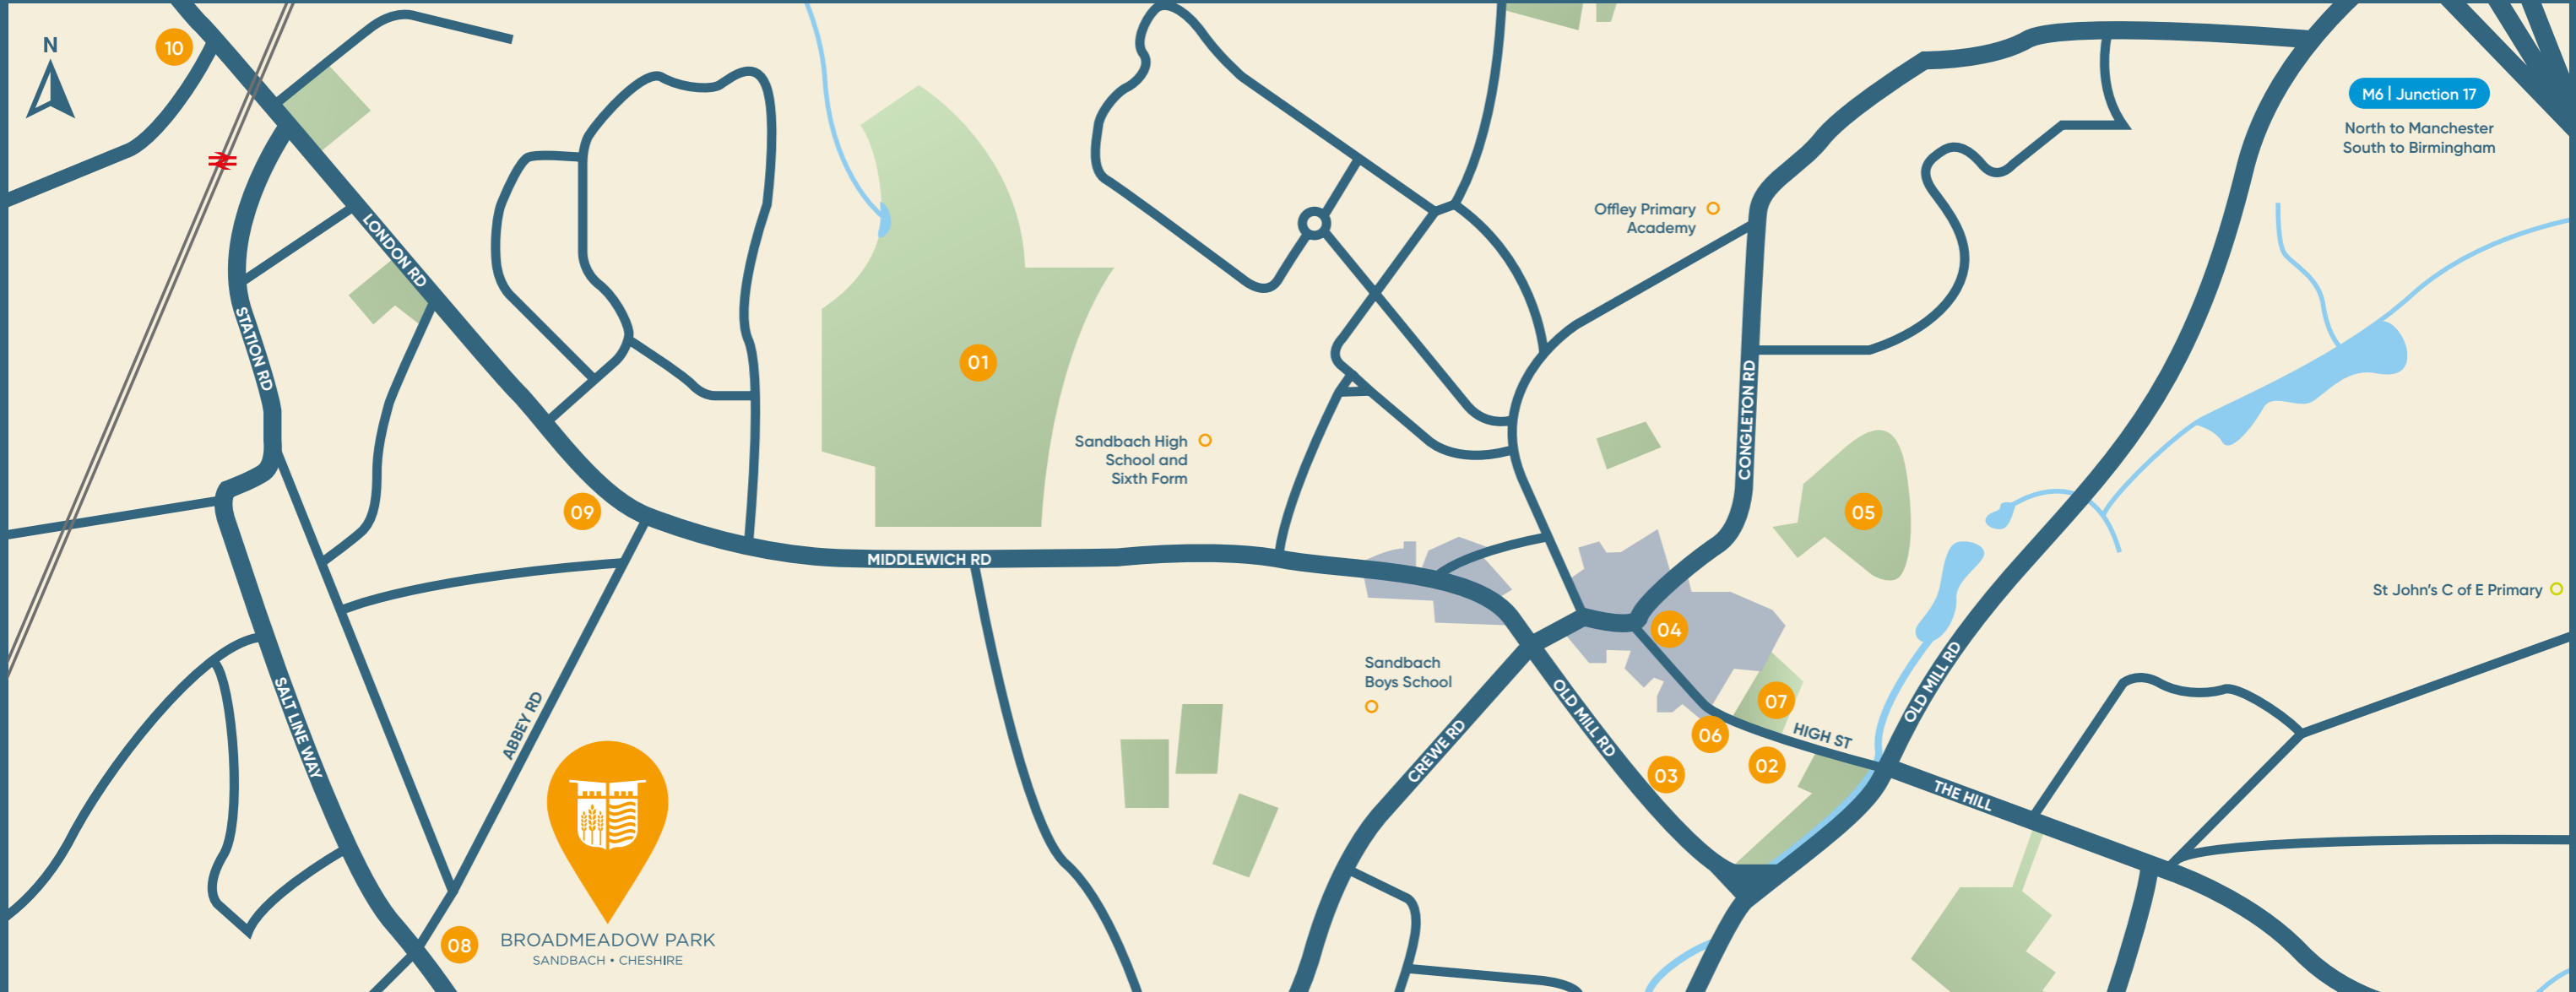 N
10
M6 | Junction 17
North to Manchester
South to Birmingham
Offley Primary
Academy
LONDON RD
STATION RD
01
CONGLETON RD
Sandbach High
School and
Sixth Form
09
05
MIDDLEWICH RD
St John's C of E Primary
04
Sandbach
Boys School
SALT LINE WAY
ABBEY RD
CREWE RD
OLD MILL RD
OLD MILL RD
07
06
HIGH ST
02
03
THE HILL
08
BROADMEADOW PARK
SANDBACH • CHESHIRE